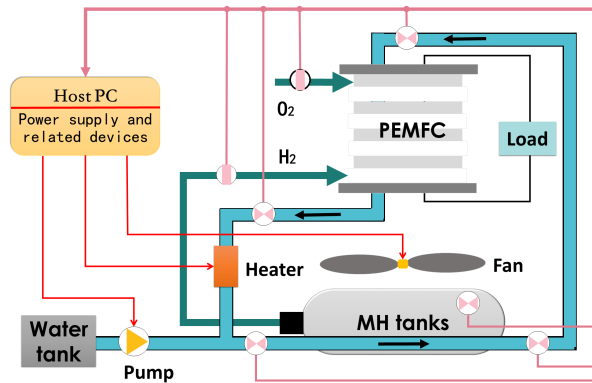 Host PC
Power supply and
related devices
O₂
PEMFC
Load
H₂
Heater
Fan
MH tanks
Water
tank
Pump